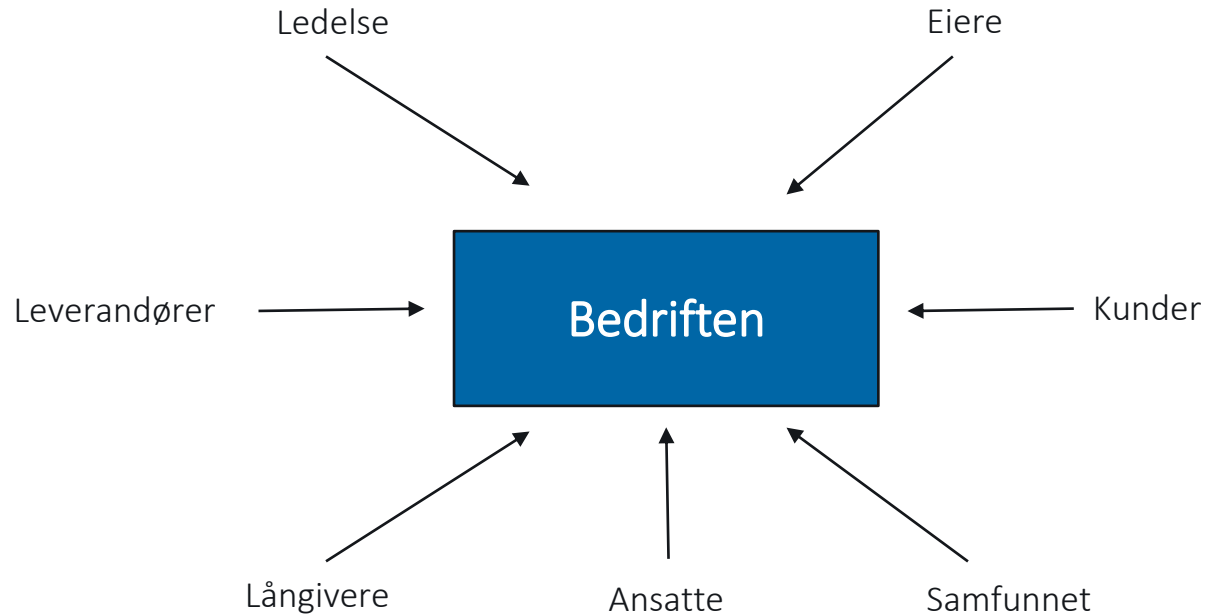 Ledelse
Eiere
Leverandører
Bedriften
Kunder
Långivere
Ansatte
Samfunnet